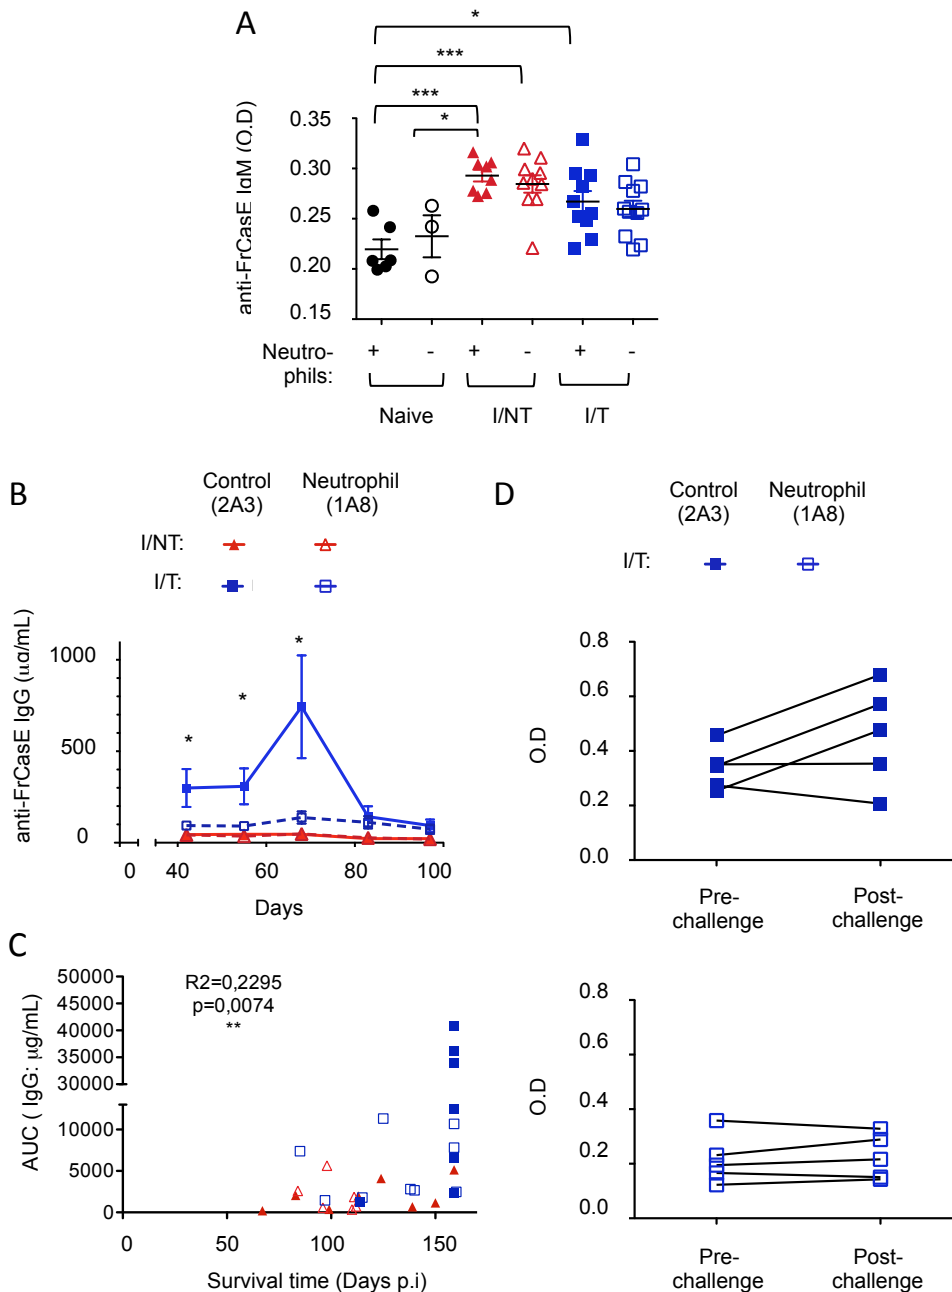 A
*
***
***
*
anti-FrCasE IgM (O.D)
0.35
0.30
0.25
0.20
0.15
Neutro-
phils:
+ - + - + -
Naive I/NT I/T
B
Control
(2A3)
Neutrophil
(1A8)
I/NT:
I/T:
anti-FrCasE IgG (µg/mL)
1000
500
0
* * *
0 40 60 80 100
Days
C
R2=0,2295
p=0,0074
**
AUC ( IgG: µg/mL)
50000
45000
40000
35000
30000
10000
5000
0
0 50 100 150
Survival time (Days p.i)
D
Control
(2A3)
Neutrophil
(1A8)
I/T:
O.D
0.8
0.6
0.4
0.2
0.0
Pre-
challenge
Post-
challenge
O.D
0.8
0.6
0.4
0.2
0.0
Pre-
challenge
Post-
challenge